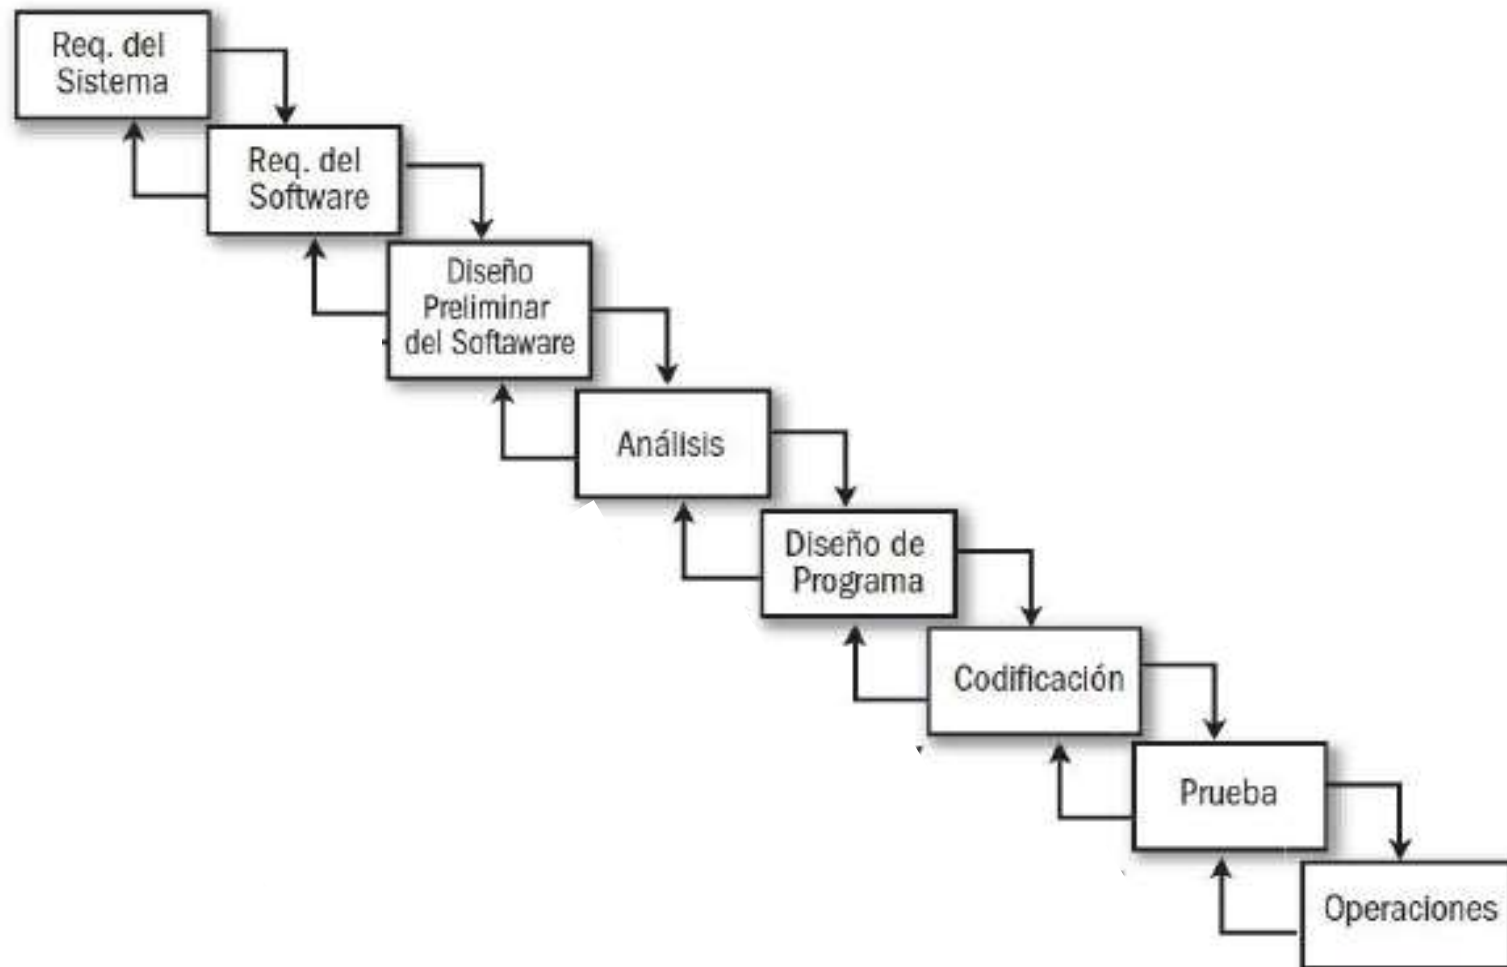 Req. del
Sistema
Req. del
Software
Diseño
Preliminar
del Softaware
Análisis
Diseño de
Programa
Codificación
Prueba
Operaciones